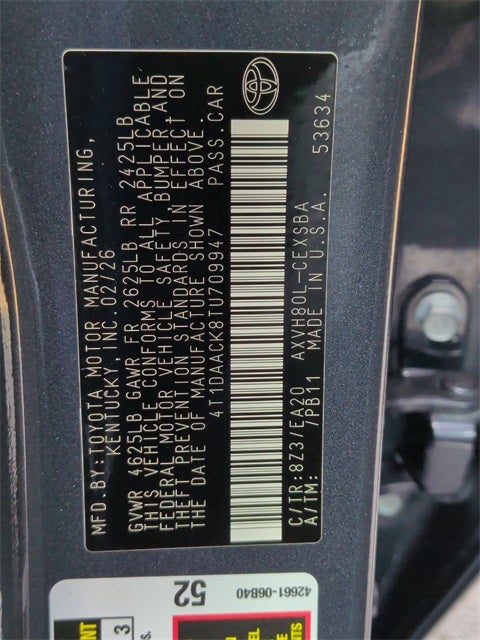 MFD.BY:TOYOTA MOTOR MANUFACTURING,
KENTUCKY, INC. 02/26
GVWR 4625LB GAWR FR 2625LB RR 2425LB
THIS VEHICLE CONFORMS TO ALL APPLICABLE
FEDERAL MOTOR VEHICLE SAFETY, BUMPER, AND
THEFT PREVENTION STANDARDS IN EFFECT ON
THE DATE OF MANUFACTURE SHOWN ABOVE.
4T1DAACK8TU709947 PASS.CAR
C/TR:8Z3/EA20 AXVH80L-CEXSBA
A/TM: /PB11 MADE IN U.S.A. 53634
52
42661-06B40
3